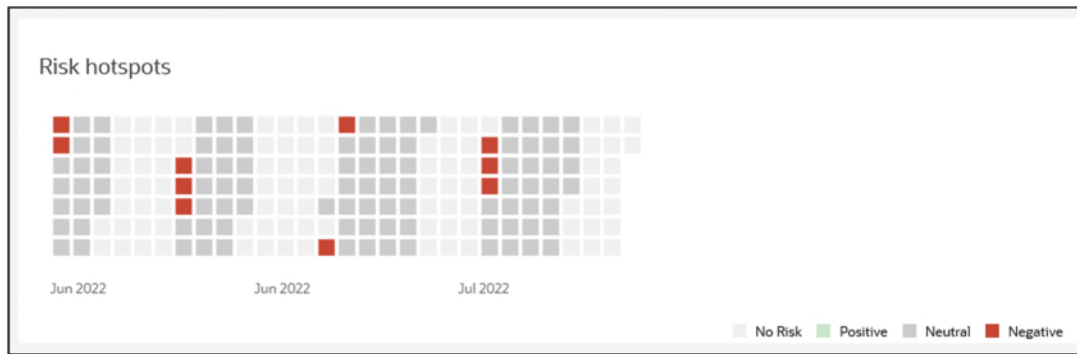 Risk hotspots
Jun 2022 Jun 2022 Jul 2022
No Risk Positive Neutral Negative